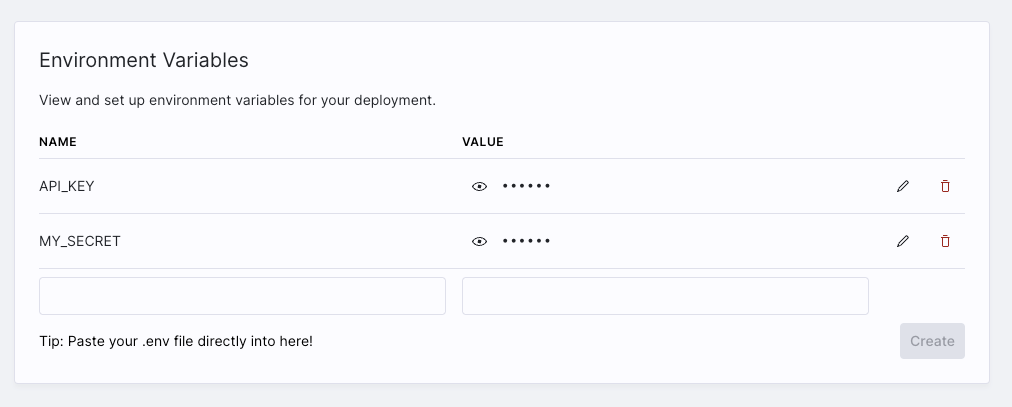 Environment Variables
View and set up environment variables for your deployment.
NAME VALUE
API_KEY ••••••
MY_SECRET ••••••
Tip: Paste your .env file directly into here!
Create